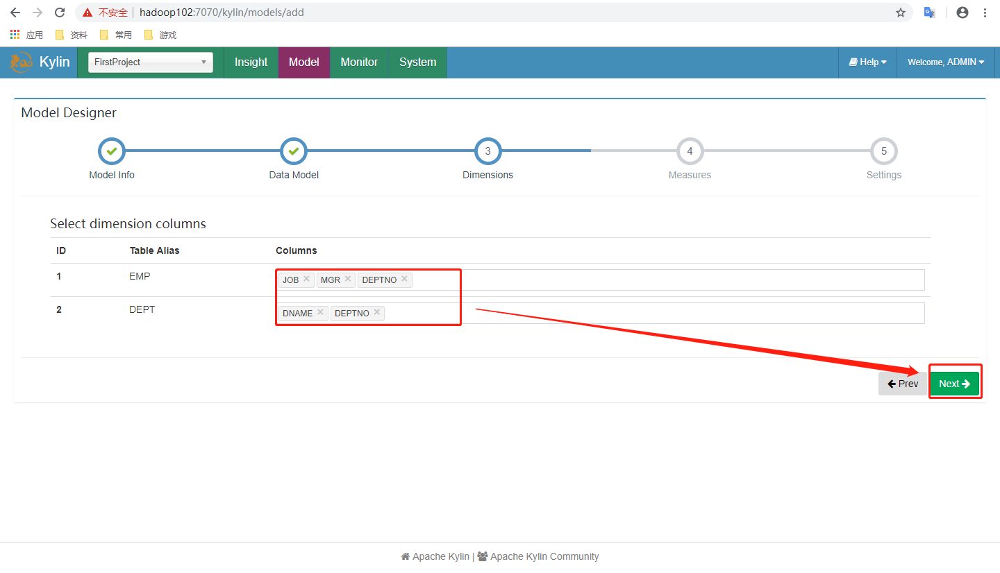 不安全 hadoop102:7070/kylin/models/add
应用 资料 常用 游戏
Kylin FirstProject Insight Model Monitor System Help Welcome, ADMIN
Model Designer
3 4 5
Model Info Data Model Dimensions Measures Settings
Select dimension columns
ID Table Alias Columns
1 EMP JOB MGR DEPTNO
2 DEPT DNAME DEPTNO
Prev Next
Apache Kylin | Apache Kylin Community